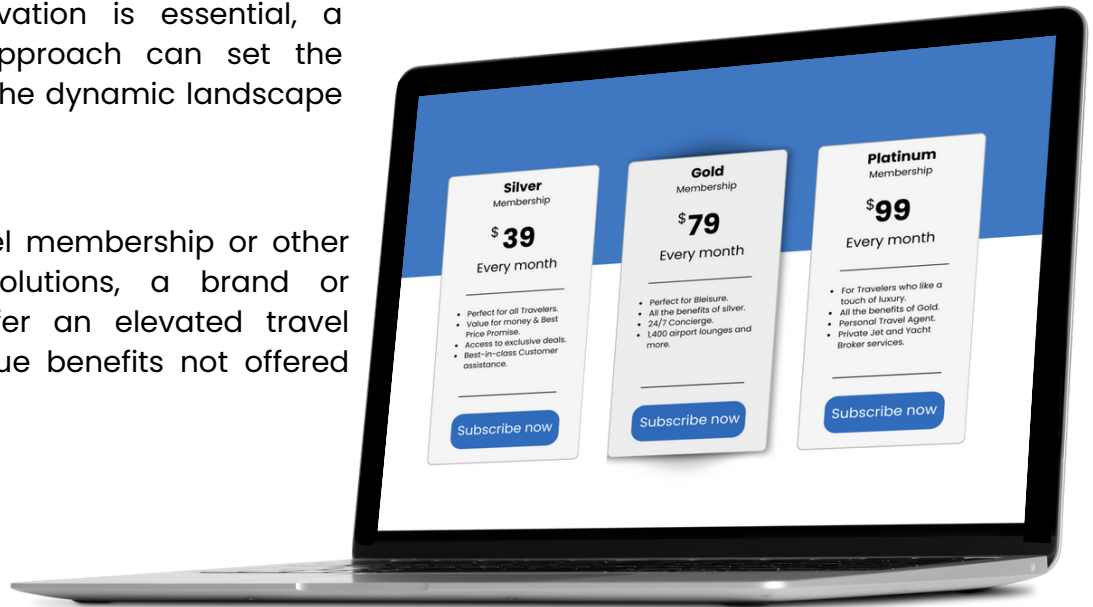 vation is essential, a
pproach can set the
he dynamic landscape
el membership or other
olutions, a brand or
fer an elevated travel
ue benefits not offered
Silver
Membership
$39
Every month
• Perfect for all Travelers.
• Value for money & Best
Price Promise.
• Access to exclusive deals.
• Best-in-class Customer
assistance.
Subscribe now
Gold
Membership
$79
Every month
• Perfect for Bleisure.
• All the benefits of silver.
• 24/7 Concierge.
• 1,400 airport lounges and
more.
Subscribe now
Platinum
Membership
$99
Every month
• For Travelers who like a
touch of luxury.
• All the benefits of Gold.
• Personal Travel Agent.
• Private Jet and Yacht
Broker services.
Subscribe now